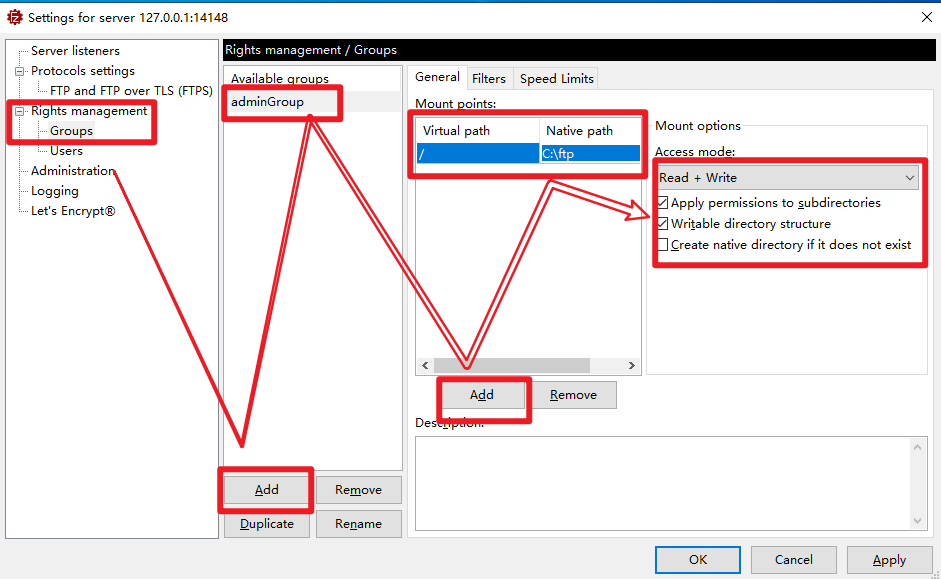 Settings for server 127.0.0.1:14148
Server listeners
Protocols settings
FTP and FTP over TLS (FTPS)
Rights management
Groups
Users
Administration
Logging
Let's Encrypt®
Rights management / Groups
Available groups
adminGroup
Add
Remove
Duplicate
Rename
General
Filters
Speed Limits
Mount points:
Virtual path
Native path
/
C:\ftp
Add
Remove
Mount options
Access mode:
Read + Write
Apply permissions to subdirectories
Writable directory structure
Create native directory if it does not exist
Description:
OK
Cancel
Apply